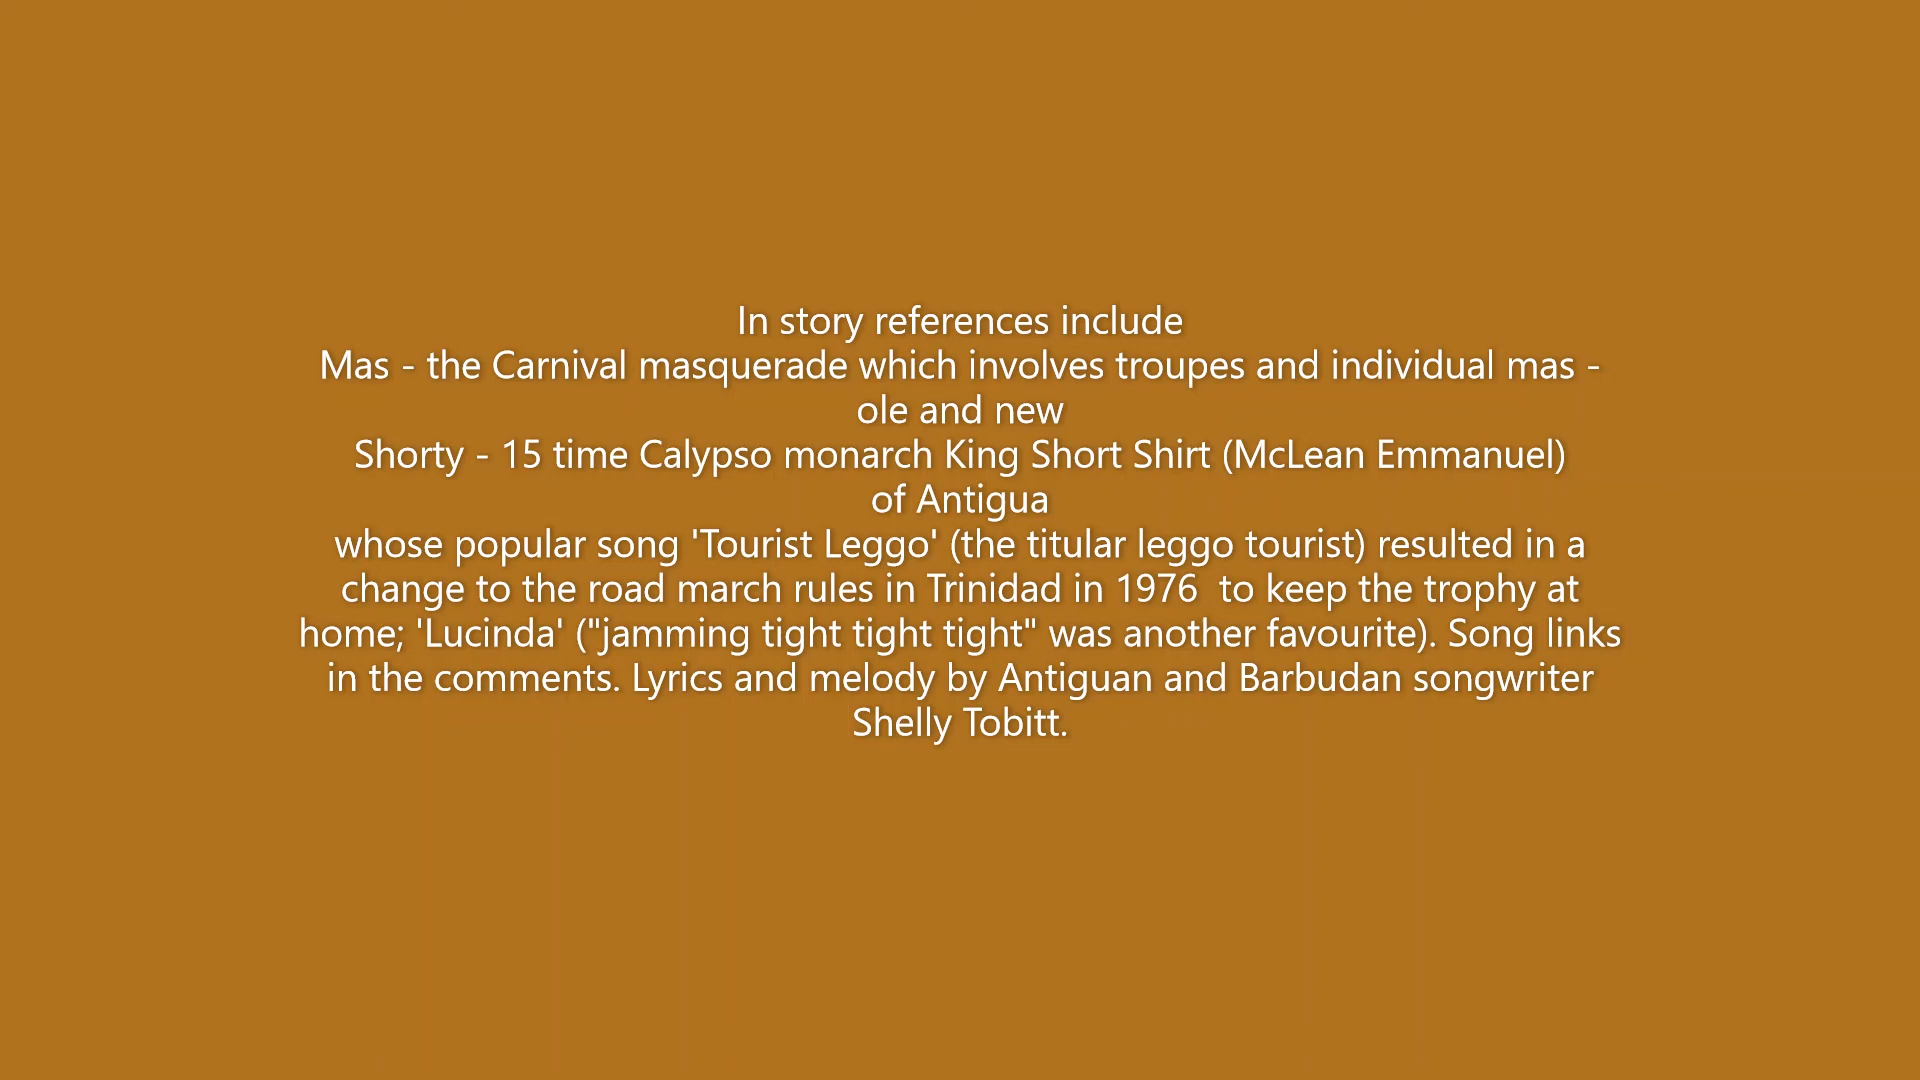 In story references include
Mas - the Carnival masquerade which involves troupes and individual mas -
ole and new
Shorty - 15 time Calypso monarch King Short Shirt (McLean Emmanuel)
of Antigua
whose popular song 'Tourist Leggo' (the titular leggo tourist) resulted in a
change to the road march rules in Trinidad in 1976  to keep the trophy at
home; 'Lucinda' ("jamming tight tight tight" was another favourite). Song links
in the comments. Lyrics and melody by Antiguan and Barbudan songwriter
Shelly Tobitt.